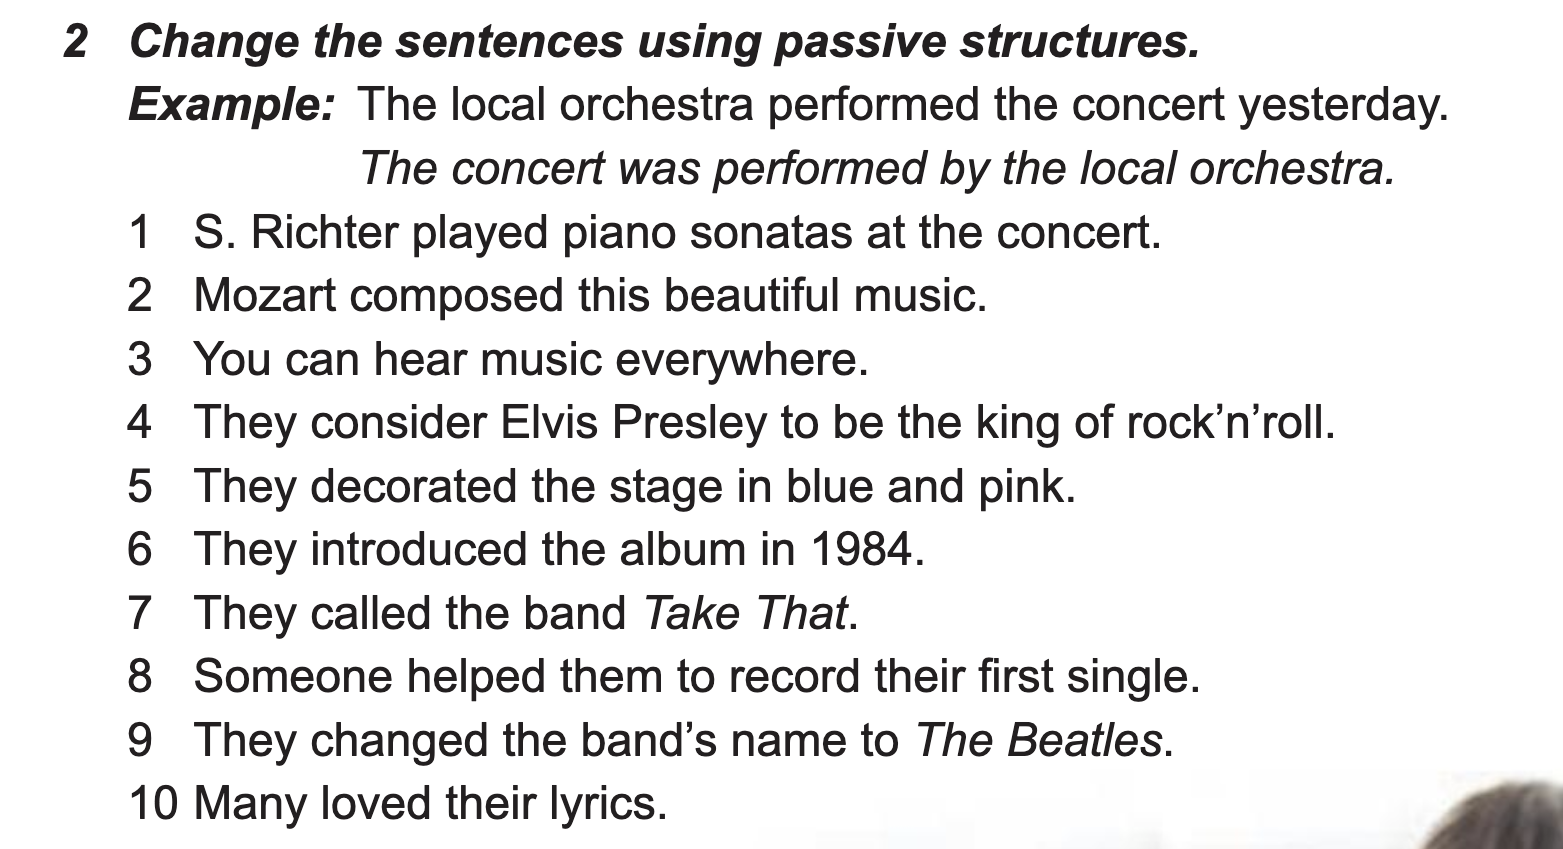 2 Change the sentences using passive structures.
Example: The local orchestra performed the concert yesterday.
The concert was performed by the local orchestra.
1 S. Richter played piano sonatas at the concert.
2 Mozart composed this beautiful music.
3 You can hear music everywhere.
4 They consider Elvis Presley to be the king of rock’n’roll.
5 They decorated the stage in blue and pink.
6 They introduced the album in 1984.
7 They called the band Take That.
8 Someone helped them to record their first single.
9 They changed the band’s name to The Beatles.
10 Many loved their lyrics.